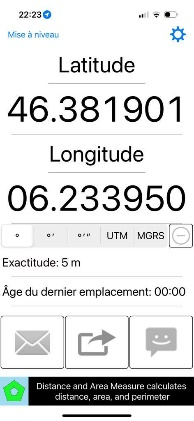 22:23
Mise à niveau
Latitude
46.381901
Longitude
06.233950
° °' °'" UTM MGRS
Exactitude: 5 m
Âge du dernier emplacement: 00:00
Distance and Area Measure calculates
distance, area, and perimeter